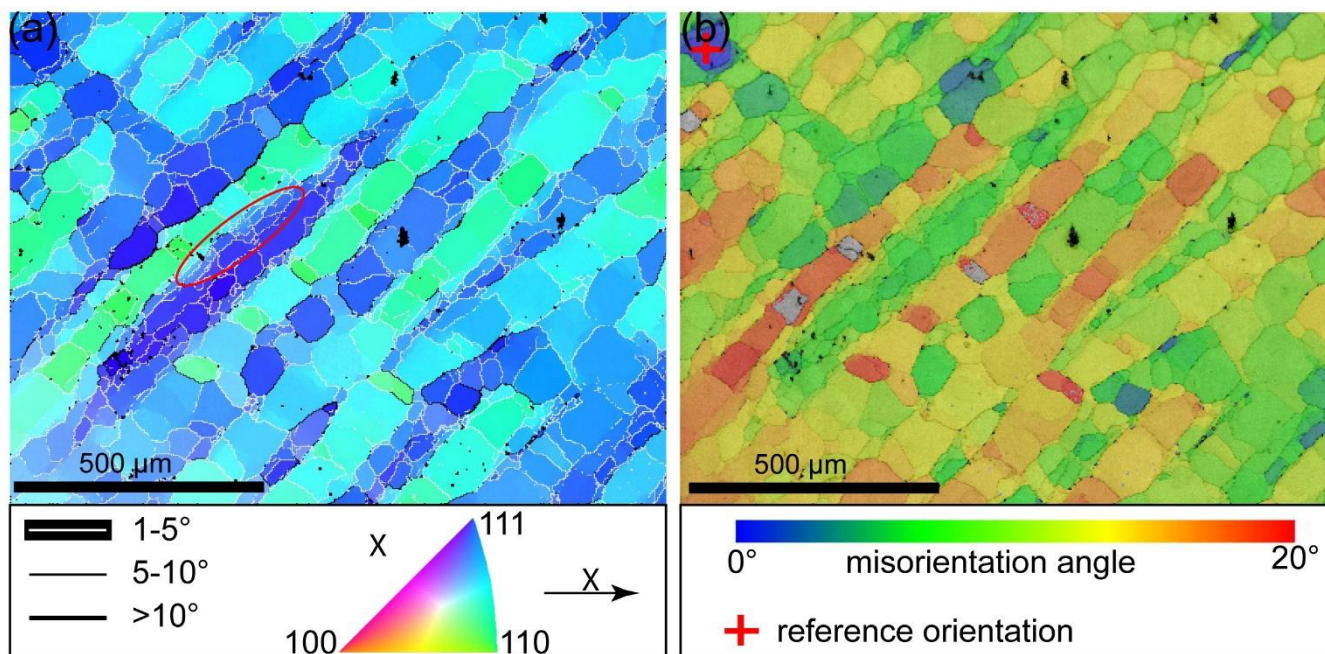 (a)
500 µm
1-5°
5-10°
>10°
X
111
100
110
X
(b)
500 µm
0°
misorientation angle
20°
reference orientation